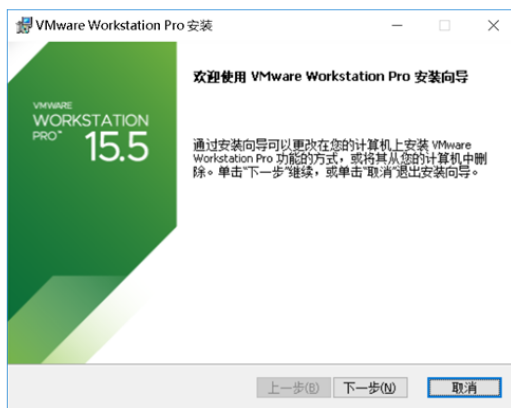 VMware Workstation Pro 安装
欢迎使用 VMware Workstation Pro 安装向导
VMWARE
WORKSTATION
PRO™ 15.5
通过安装向导可以更改在您的计算机上安装 VMware
Workstation Pro 功能的方式，或将其从您的计算机中删
除。单击“下一步”继续，或单击“取消”退出安装向导。
上一步(B) 下一步(N) 取消